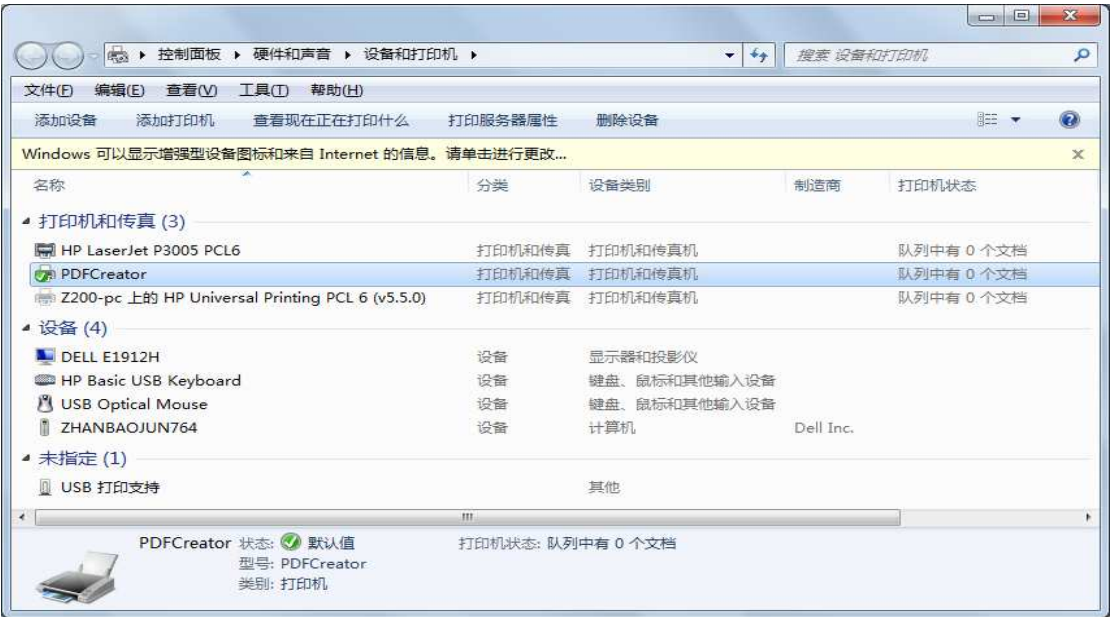 控制面板 ▸ 硬件和声音 ▸ 设备和打印机 ▸ 搜索 设备和打印机
文件(F) 编辑(E) 查看(V) 工具(T) 帮助(H)
添加设备 添加打印机 查看现在正在打印什么 打印服务器属性 删除设备
Windows 可以显示增强型设备图标和来自 Internet 的信息。请单击进行更改...
名称 分类 设备类别 制造商 打印机状态
打印机和传真 (3)
HP LaserJet P3005 PCL6 打印机和传真 打印机和传真机 队列中有 0 个文档
PDFCreator 打印机和传真 打印机和传真机 队列中有 0 个文档
Z200-pc 上的 HP Universal Printing PCL 6 (v5.5.0) 打印机和传真 打印机和传真机 队列中有 0 个文档
设备 (4)
DELL E1912H 设备 显示器和投影仪
HP Basic USB Keyboard 设备 键盘、鼠标和其他输入设备
USB Optical Mouse 设备 键盘、鼠标和其他输入设备
ZHANBAOJUN764 设备 计算机 Dell Inc.
未指定 (1)
USB 打印支持 其他
PDFCreator 状态: 默认值 打印机状态: 队列中有 0 个文档
型号: PDFCreator
类别: 打印机